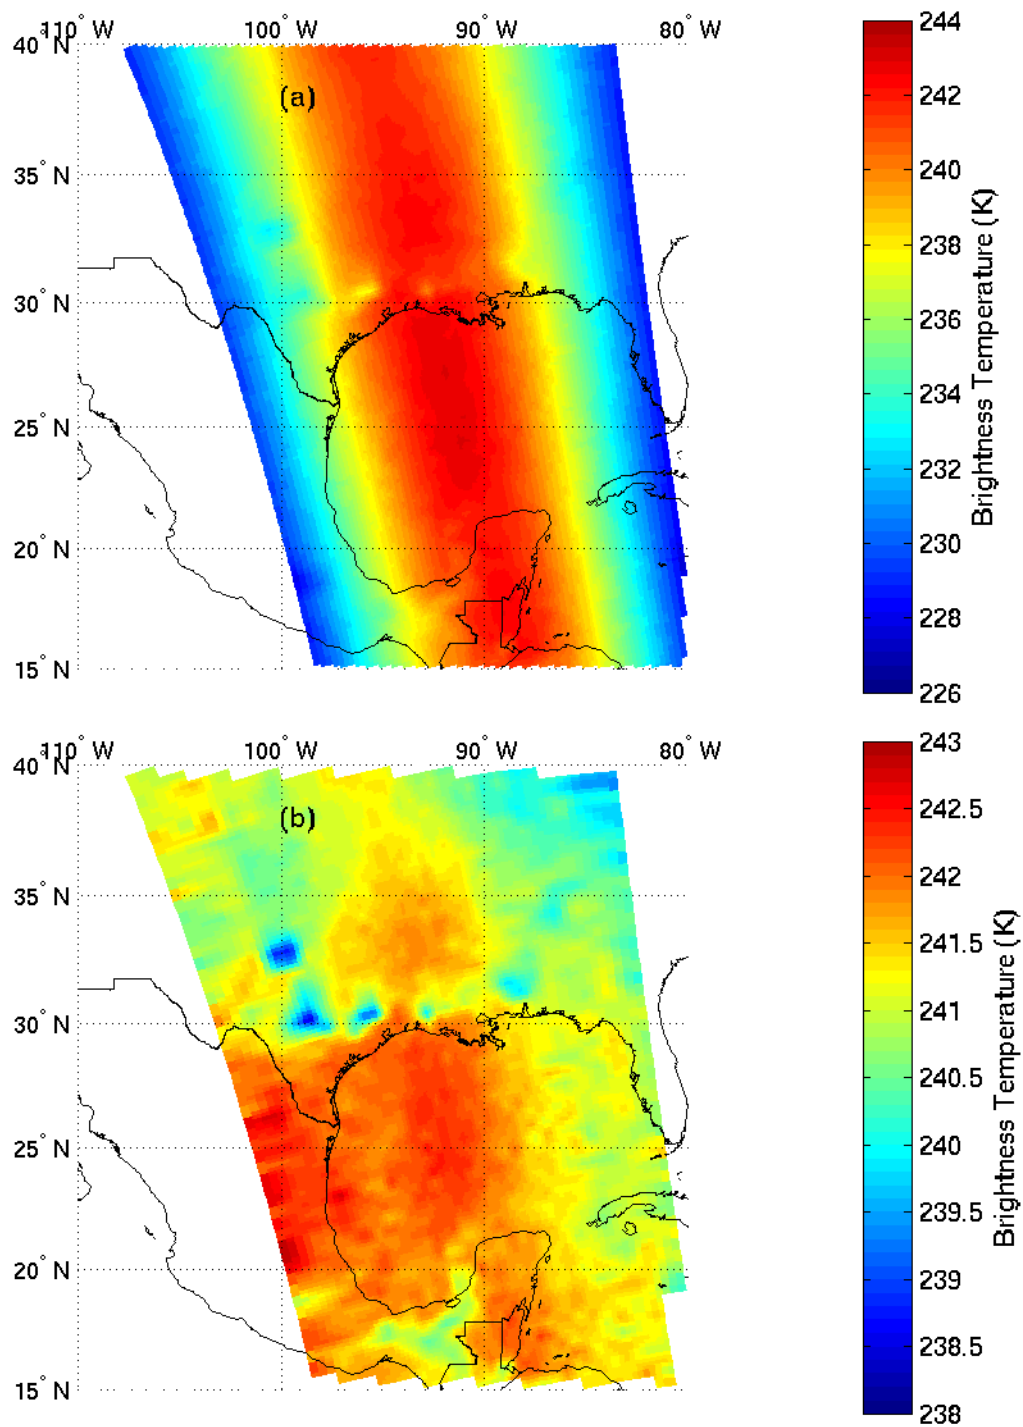 110° W 100° W 90° W 80° W
40° N
(a)
35° N
30° N
25° N
20° N
15° N
244
242
240
238
236
234
232
230
228
226
Brightness Temperature (K)
110° W 100° W 90° W 80° W
40° N
(b)
35° N
30° N
25° N
20° N
15° N
243
242.5
242
241.5
241
240.5
240
239.5
239
238.5
238
Brightness Temperature (K)